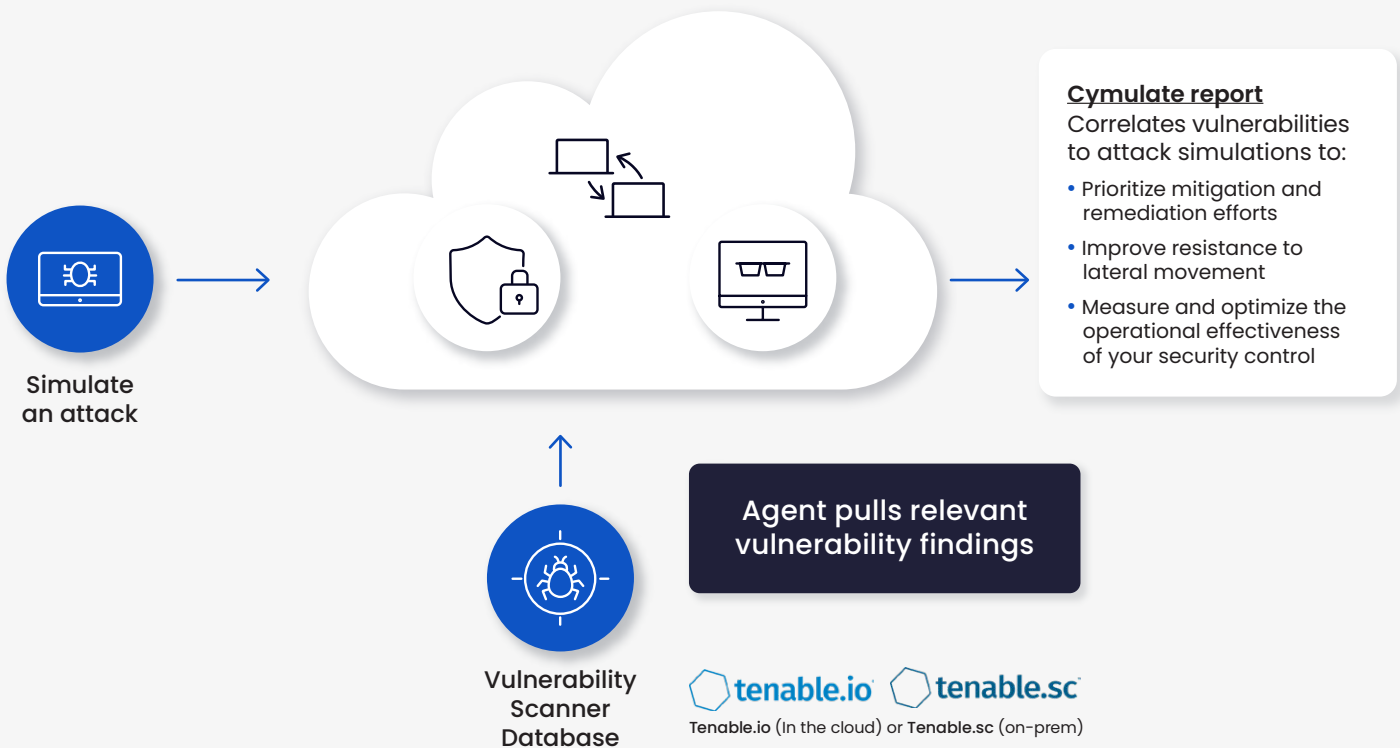 Simulate
an attack
Cymulate report
Correlates vulnerabilities
to attack simulations to:
• Prioritize mitigation and
remediation efforts
• Improve resistance to
lateral movement
• Measure and optimize the
operational effectiveness
of your security control
Agent pulls relevant
vulnerability findings
Vulnerability
Scanner
Database
tenable.io tenable.sc
Tenable.io (In the cloud) or Tenable.sc (on-prem)